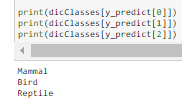 print(dicClasses[y_predict[0]])
print(dicClasses[y_predict[1]])
print(dicClasses[y_predict[2]])
Mammal
Bird
Reptile